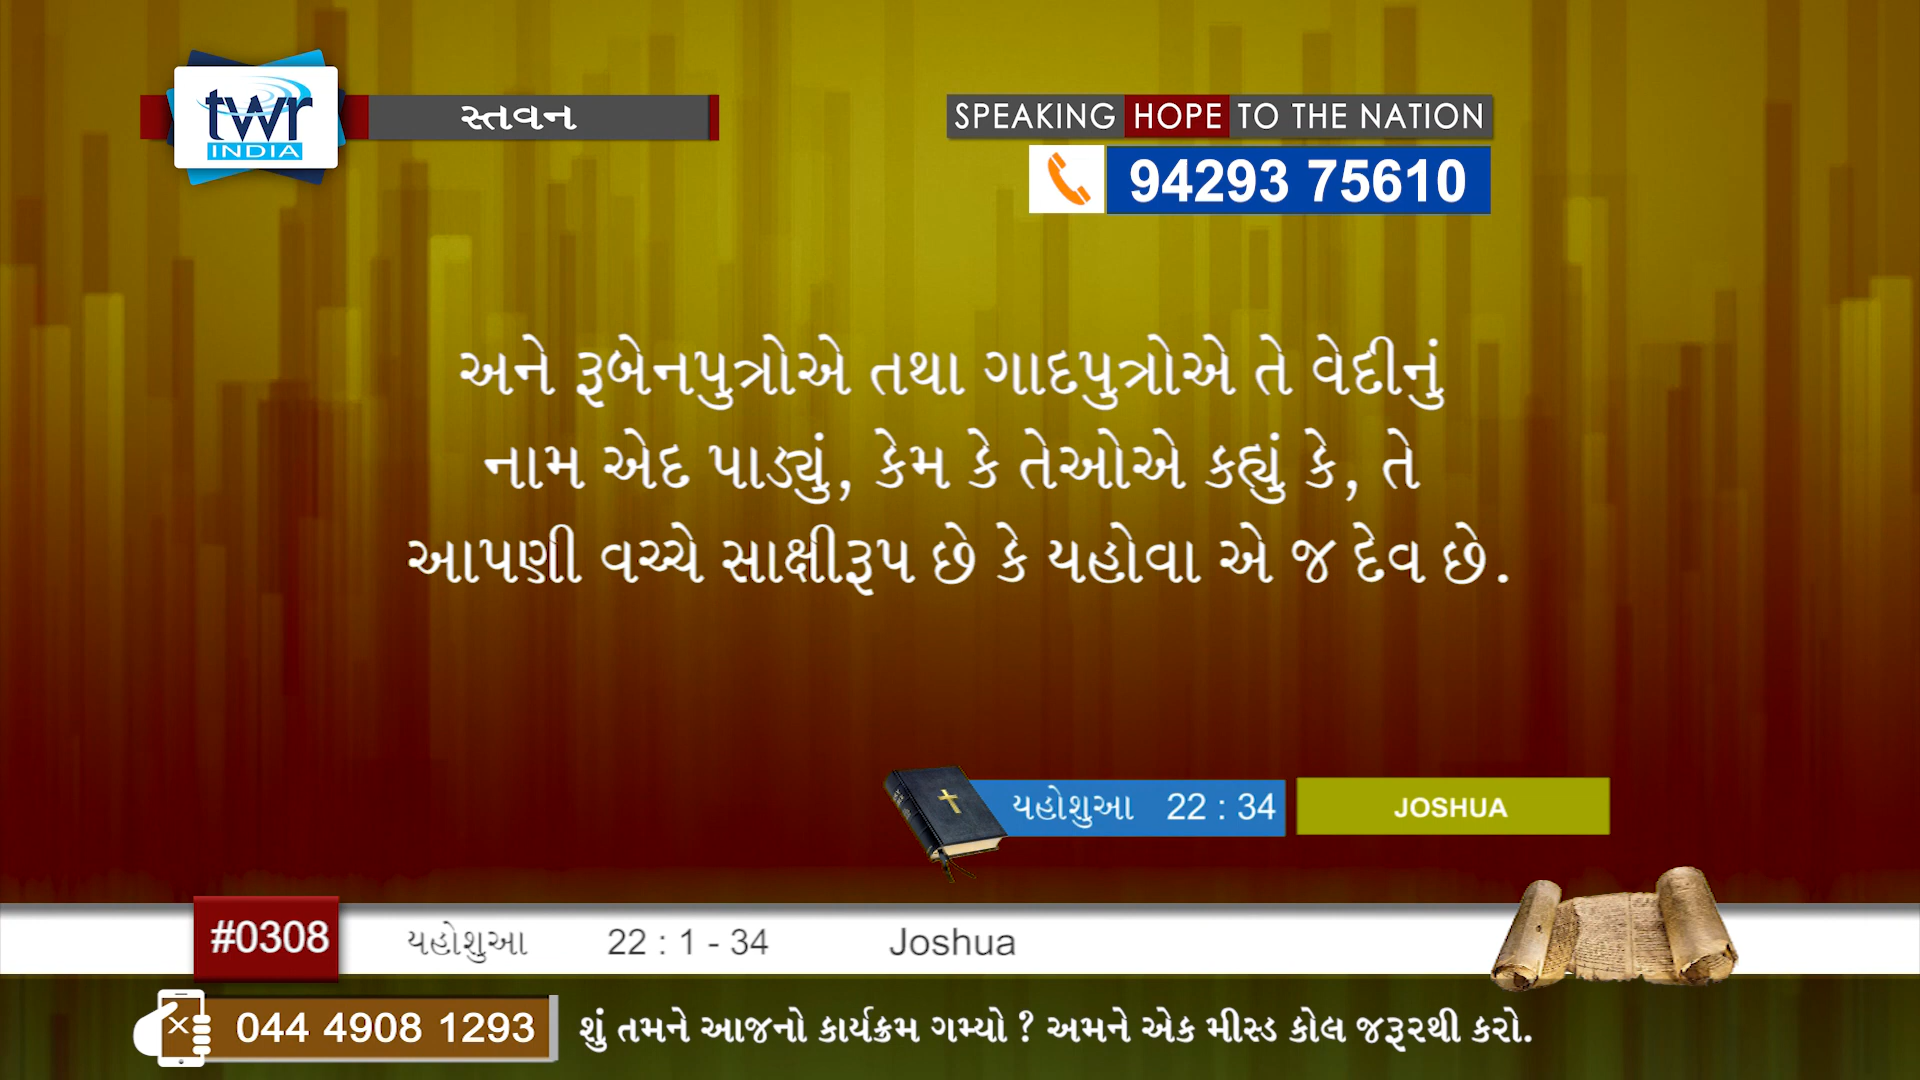 twr
INDIA
સ્તવન
SPEAKING HOPE TO THE NATION
94293 75610
અને રૂબેનપુત્રોએ તથા ગાદપુત્રોએ તે વેદીનું
નામ એદ પાડ્યું, કેમ કે તેઓએ કહ્યું કે, તે
આપણી વચ્ચે સાક્ષીરૂપ છે કે યહોવા એ જ દેવ છે.
યહોશુઆ 22 : 34
JOSHUA
#0308 યહોશુઆ 22 : 1 - 34 Joshua
044 4908 1293 શું તમને આજનો કાર્યક્રમ ગમ્યો ? અમને એક મીસ્ડ કોલ જરૂરથી કરો.